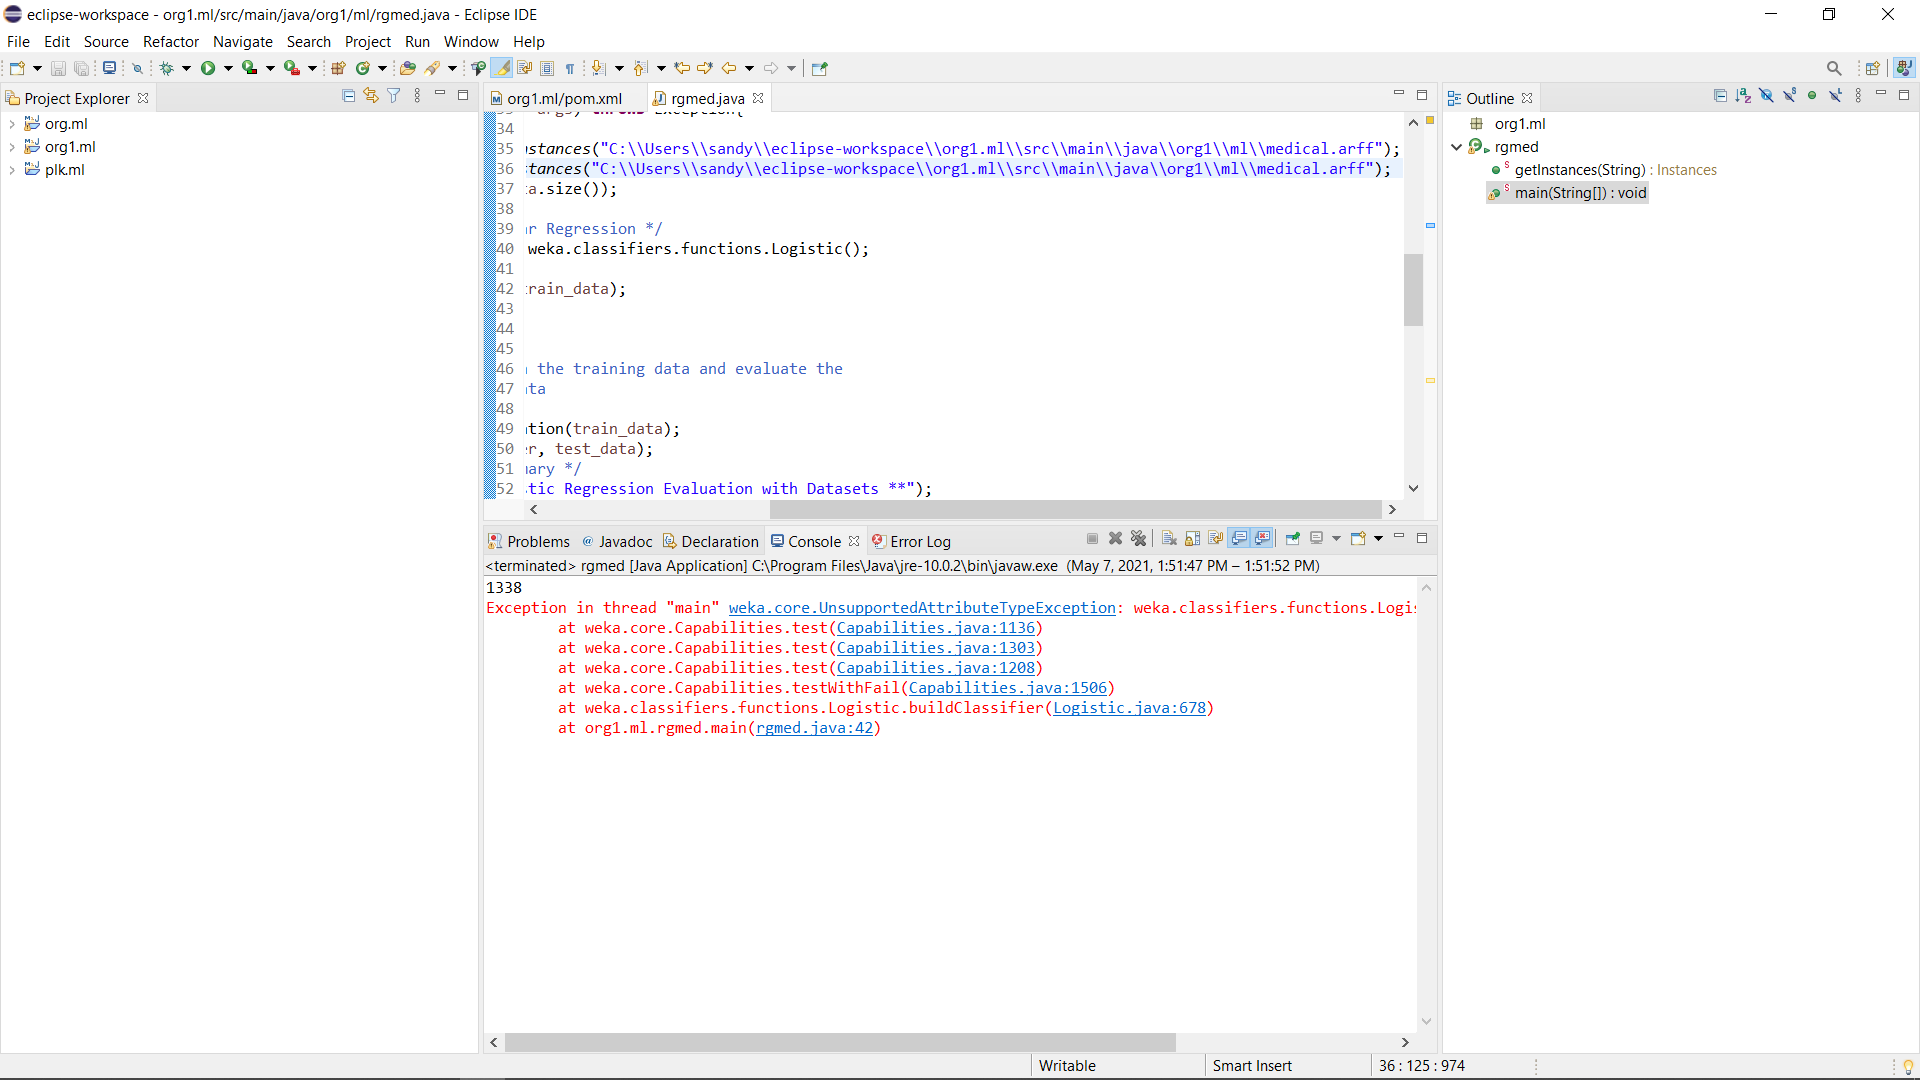 eclipse-workspace - org1.ml/src/main/java/org1/ml/rgmed.java - Eclipse IDE
File Edit Source Refactor Navigate Search Project Run Window Help
Project Explorer
org.ml
org1.ml
plk.ml
org1.ml/pom.xml
rgmed.java
34
35 nstances("C:\\Users\\sandy\\eclipse-workspace\\org1.ml\\src\\main\\java\\org1\\ml\\medical.arff");
36 tances("C:\\Users\\sandy\\eclipse-workspace\\org1.ml\\src\\main\\java\\org1\\ml\\medical.arff");
37 a.size());
38
39 ar Regression */
40 weka.classifiers.functions.Logistic();
41
42 train_data);
43
44
45
46 the training data and evaluate the
47 ata
48
49 ation(train_data);
50 er, test_data);
51 mary */
52 stic Regression Evaluation with Datasets **");
Problems @ Javadoc Declaration Console Error Log
<terminated> rgmed [Java Application] C:\Program Files\Java\jre-10.0.2\bin\javaw.exe (May 7, 2021, 1:51:47 PM – 1:51:52 PM)
1338
Exception in thread "main" weka.core.UnsupportedAttributeTypeException: weka.classifiers.functions.Logis
at weka.core.Capabilities.test(Capabilities.java:1136)
at weka.core.Capabilities.test(Capabilities.java:1303)
at weka.core.Capabilities.test(Capabilities.java:1208)
at weka.core.Capabilities.testWithFail(Capabilities.java:1506)
at weka.classifiers.functions.Logistic.buildClassifier(Logistic.java:678)
at org1.ml.rgmed.main(rgmed.java:42)
Outline
org1.ml
rgmed
getInstances(String) : Instances
main(String[]) : void
Writable
Smart Insert
36 : 125 : 974